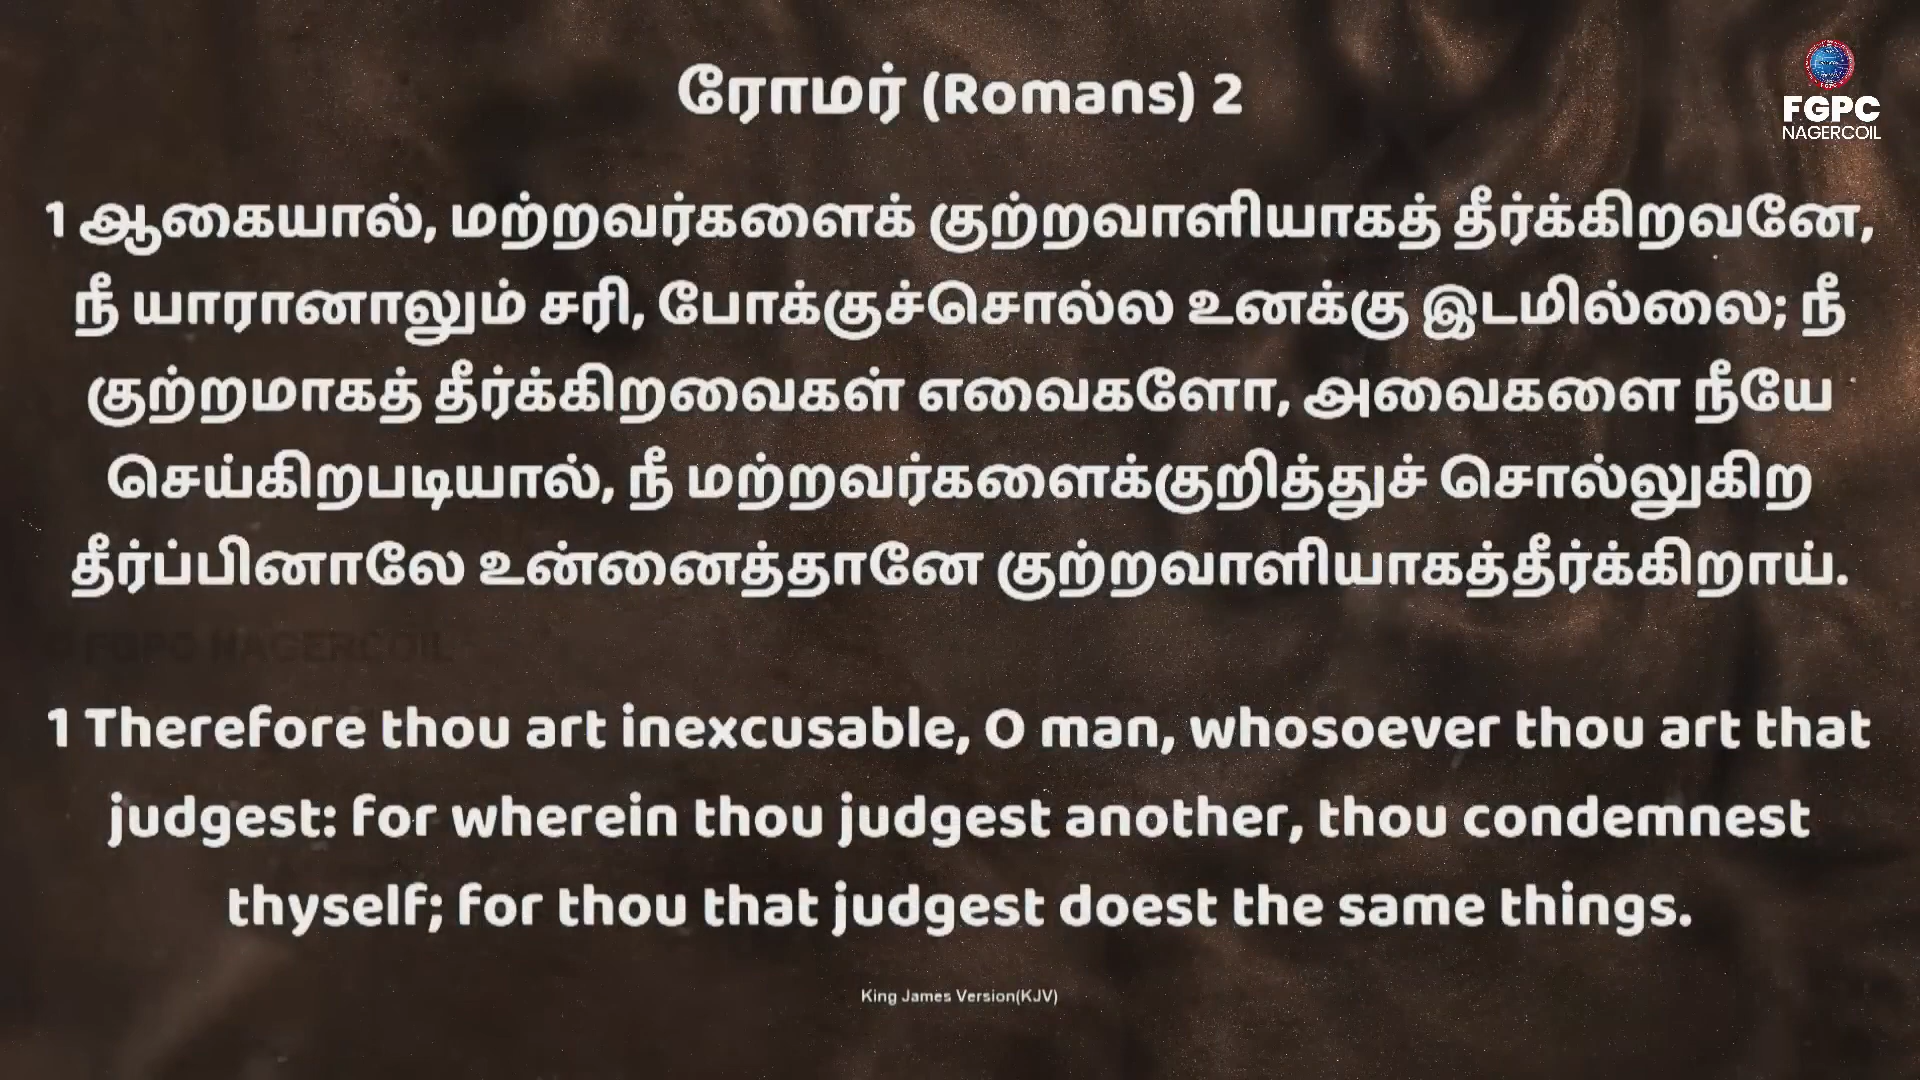 ரோமர் (Romans) 2
FGPC
NAGERCOIL
1 ஆகையால், மற்றவர்களைக் குற்றவாளியாகத் தீர்க்கிறவனே,
நீ யாரானாலும் சரி, போக்குச்சொல்ல உனக்கு இடமில்லை; நீ
குற்றமாகத் தீர்க்கிறவைகள் எவைகளோ, அவைகளை நீயே
செய்கிறபடியால், நீ மற்றவர்களைக்குறித்துச் சொல்லுகிற
தீர்ப்பினாலே உன்னைத்தானே குற்றவாளியாகத்தீர்க்கிறாய்.
FGPC NAGERCOIL
1 Therefore thou art inexcusable, O man, whosoever thou art that
judgest: for wherein thou judgest another, thou condemnest
thyself; for thou that judgest doest the same things.
King James Version(KJV)